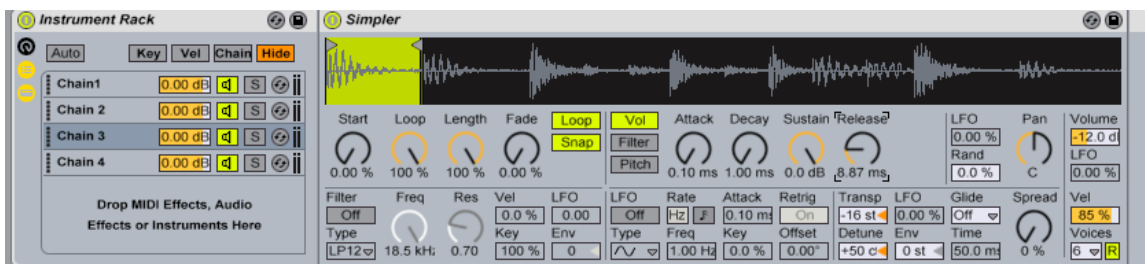 Instrument Rack
Auto Key Vel Chain Hide
Chain1 0.00 dB S
Chain 2 0.00 dB S
Chain 3 0.00 dB S
Chain 4 0.00 dB S
Drop MIDI Effects, Audio
Effects or Instruments Here
Simpler
Start Loop Length Fade Loop Vol Attack Decay Sustain Release LFO Pan Volume
Snap Filter 0.00 % -12.0 dB
Pitch Rand LFO
0.00 % 100 % 100 % 0.00 % 0.10 ms 1.00 ms 0.0 dB 8.87 ms 0.0 % C 0.00 %
Filter Freq Res Vel LFO LFO Rate Attack Retrig Transp LFO Glide Spread Vel
Off 0.0 % 0.00 Off Hz 0.10 ms On -16 st 0.00 % Off 85 %
Type Key Env Type Freq Key Offset Detune Env Time Voices
LP12 18.5 kHz 0.70 100 % 0 1.00 Hz 0.0 % 0.00° +50 c 0 st 50.0 ms 0 % 6 R